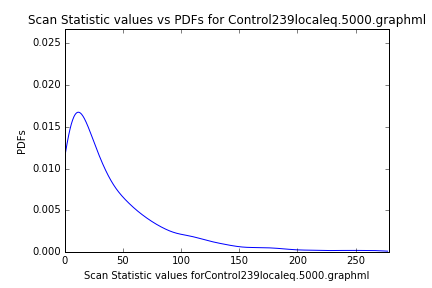 Scan Statistic values vs PDFs for Control239localeq.5000.graphml
0.025
0.020
0.015
0.010
0.005
0.000
PDFs
0 50 100 150 200 250
Scan Statistic values forControl239localeq.5000.graphml